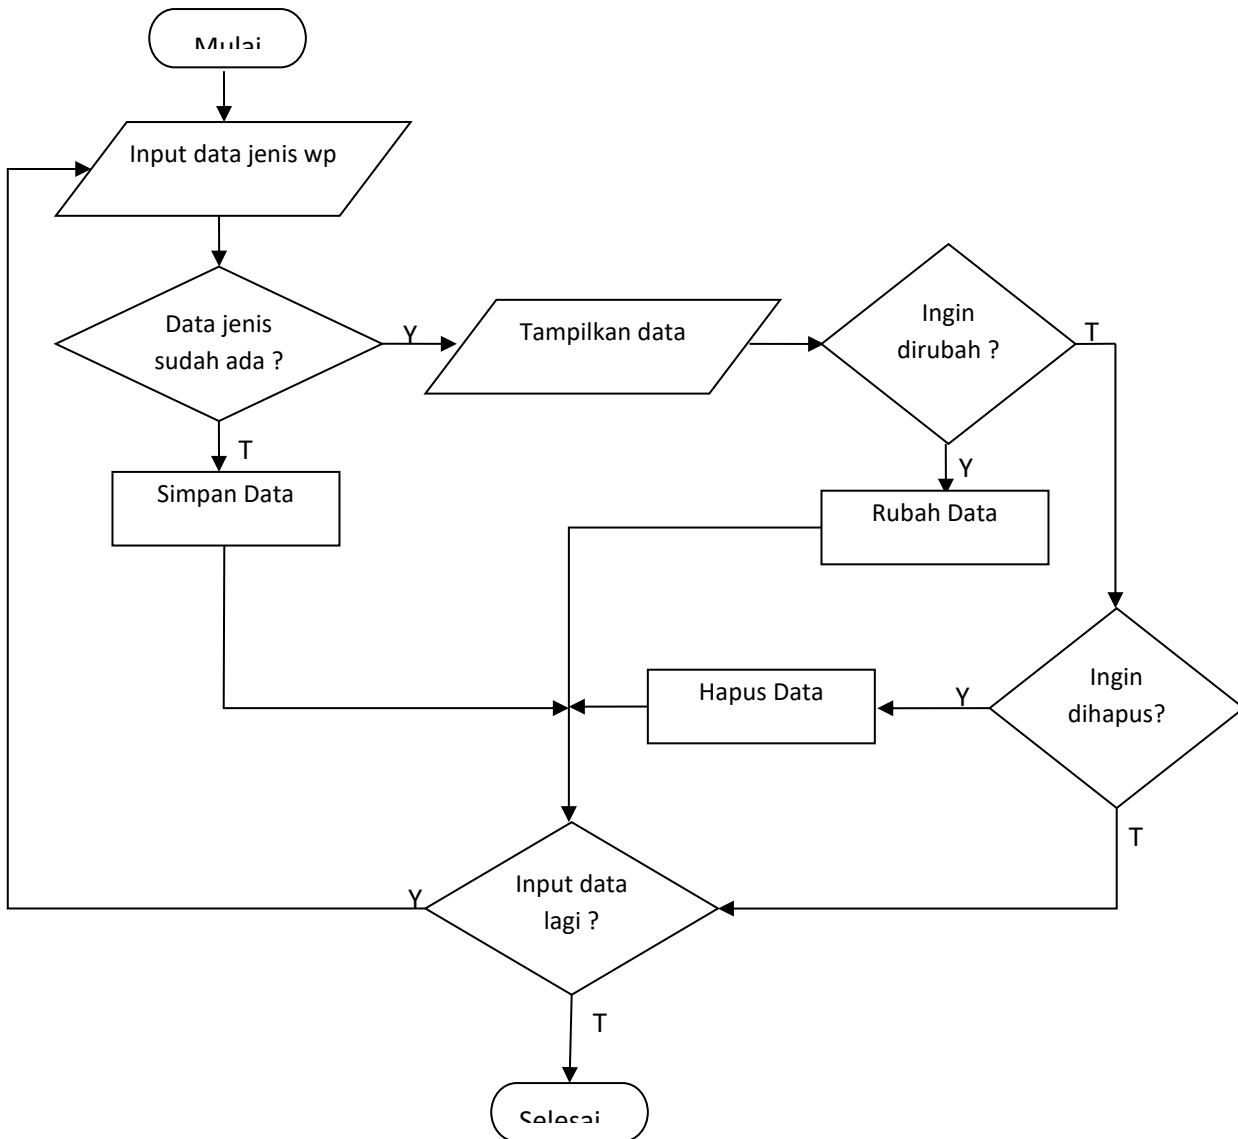 Mulai
Input data jenis wp
Data jenis
sudah ada ?
Y
Tampilkan data
Ingin
dirubah ?
T
T
Y
Simpan Data
Rubah Data
Ingin
dihapus?
Y
Hapus Data
T
Input data
lagi ?
Y
T
Selesai